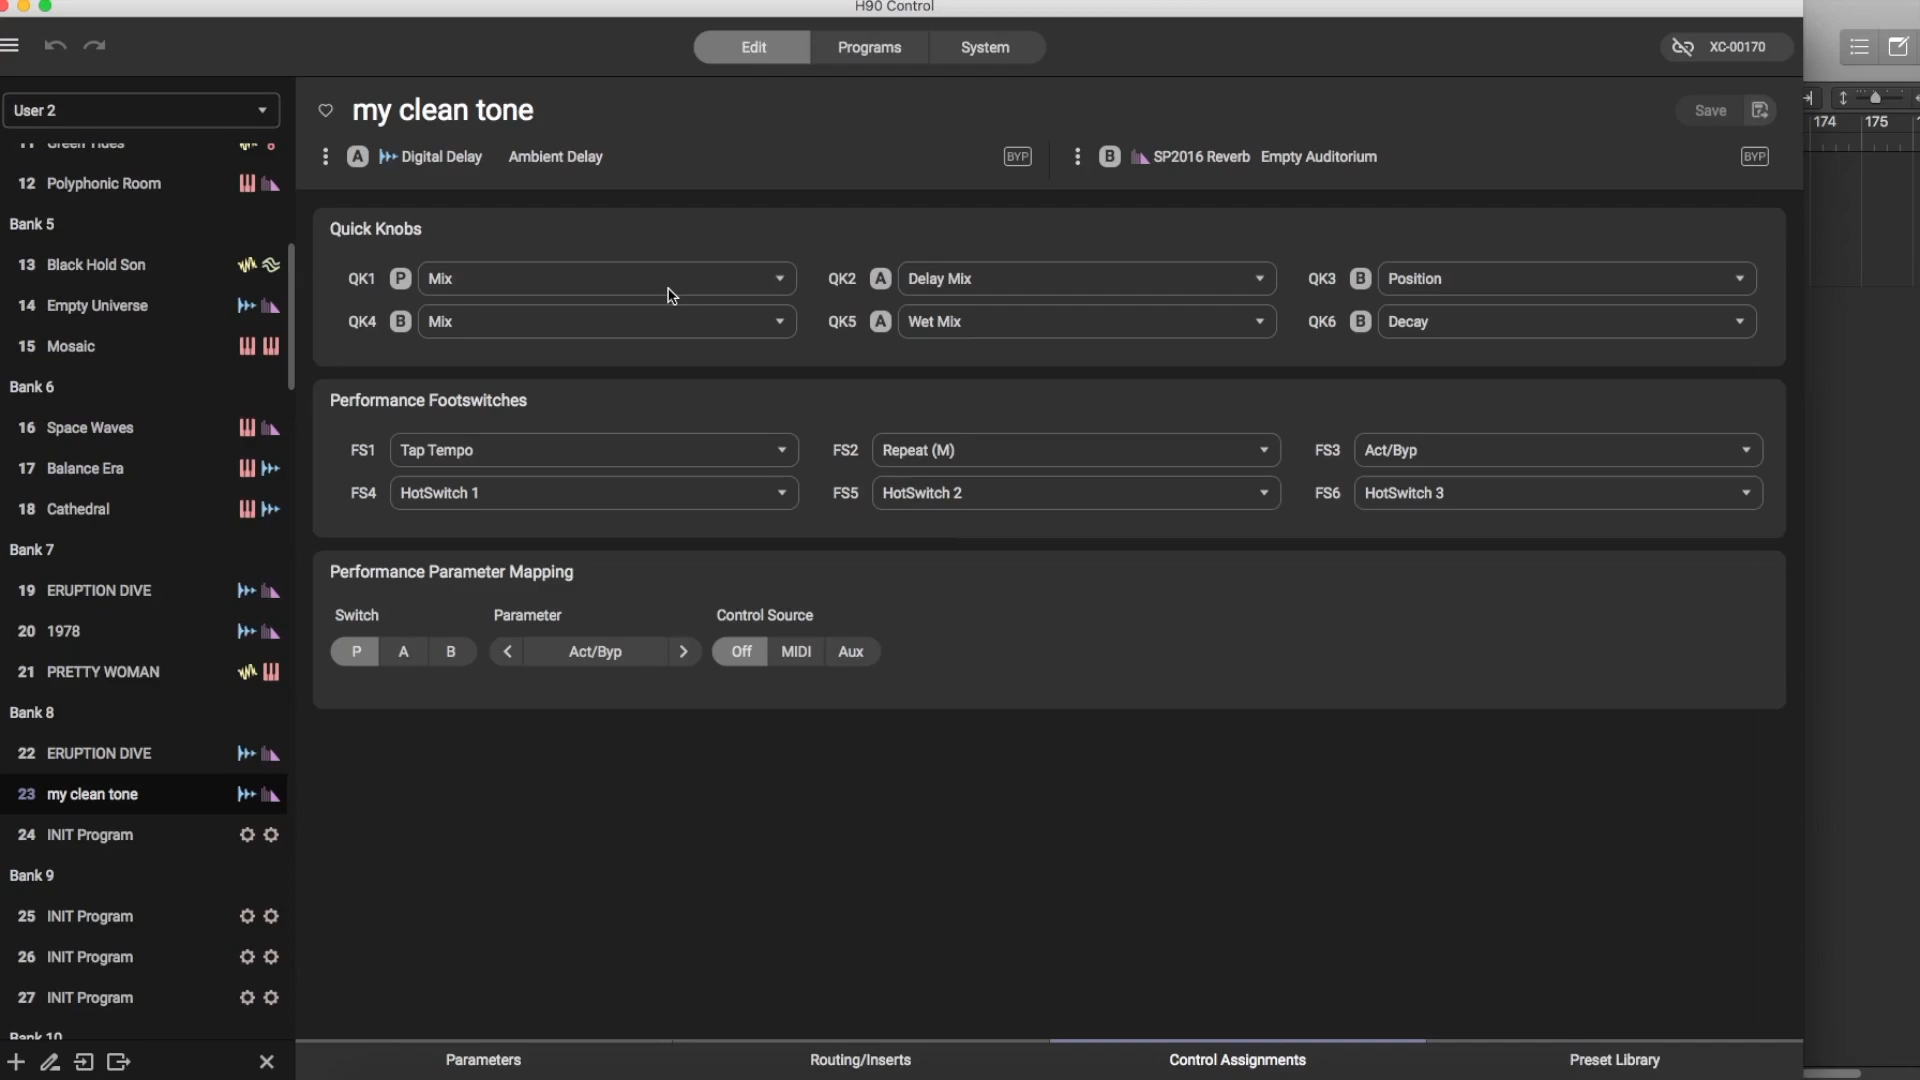 H90 Control
Edit
Programs
System
XC-00170
User 2
my clean tone
Save
174
175
A
Digital Delay
Ambient Delay
BYP
B
SP2016 Reverb
Empty Auditorium
BYP
12 Polyphonic Room
Bank 5
13 Black Hold Son
14 Empty Universe
15 Mosaic
Bank 6
16 Space Waves
17 Balance Era
18 Cathedral
Bank 7
19 ERUPTION DIVE
20 1978
21 PRETTY WOMAN
Bank 8
22 ERUPTION DIVE
23 my clean tone
24 INIT Program
Bank 9
25 INIT Program
26 INIT Program
27 INIT Program
Bank 10
Quick Knobs
QK1 P Mix
QK2 A Delay Mix
QK3 B Position
QK4 B Mix
QK5 A Wet Mix
QK6 B Decay
Performance Footswitches
FS1 Tap Tempo
FS2 Repeat (M)
FS3 Act/Byp
FS4 HotSwitch 1
FS5 HotSwitch 2
FS6 HotSwitch 3
Performance Parameter Mapping
Switch
Parameter
Control Source
P A B
Act/Byp
Off MIDI Aux
Parameters
Routing/Inserts
Control Assignments
Preset Library